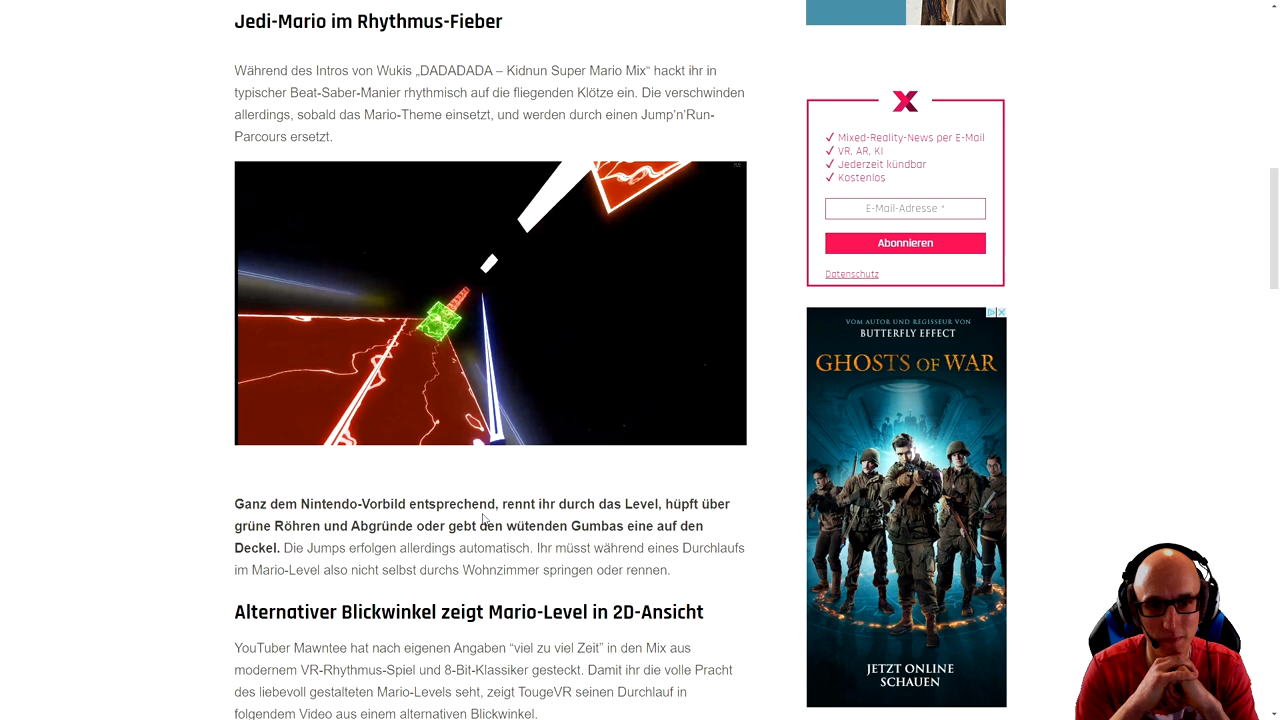 Jedi-Mario im Rhythmus-Fieber
Während des Intros von Wukis „DADADADA – Kidnun Super Mario Mix“ hackt ihr in
typischer Beat-Saber-Manier rhythmisch auf die fliegenden Klötze ein. Die verschwinden
allerdings, sobald das Mario-Theme einsetzt, und werden durch einen Jump’n’Run-
Parcours ersetzt.
Ganz dem Nintendo-Vorbild entsprechend, rennt ihr durch das Level, hüpft über
grüne Röhren und Abgründe oder gebt den wütenden Gumbas eine auf den
Deckel. Die Jumps erfolgen allerdings automatisch. Ihr müsst während eines Durchlaufs
im Mario-Level also nicht selbst durchs Wohnzimmer springen oder rennen.
Alternativer Blickwinkel zeigt Mario-Level in 2D-Ansicht
YouTuber Mawntee hat nach eigenen Angaben “viel zu viel Zeit” in den Mix aus
modernem VR-Rhythmus-Spiel und 8-Bit-Klassiker gesteckt. Damit ihr die volle Pracht
des liebevoll gestalteten Mario-Levels seht, zeigt TougeVR seinen Durchlauf in
folgendem Video aus einem alternativen Blickwinkel.
✓ Mixed-Reality-News per E-Mail
✓ VR, AR, KI
✓ Jederzeit kündbar
✓ Kostenlos
E-Mail-Adresse *
Abonnieren
Datenschutz
VOM AUTOR UND REGISSEUR VON
BUTTERFLY EFFECT
GHOSTS OF WAR
JETZT ONLINE
SCHAUEN